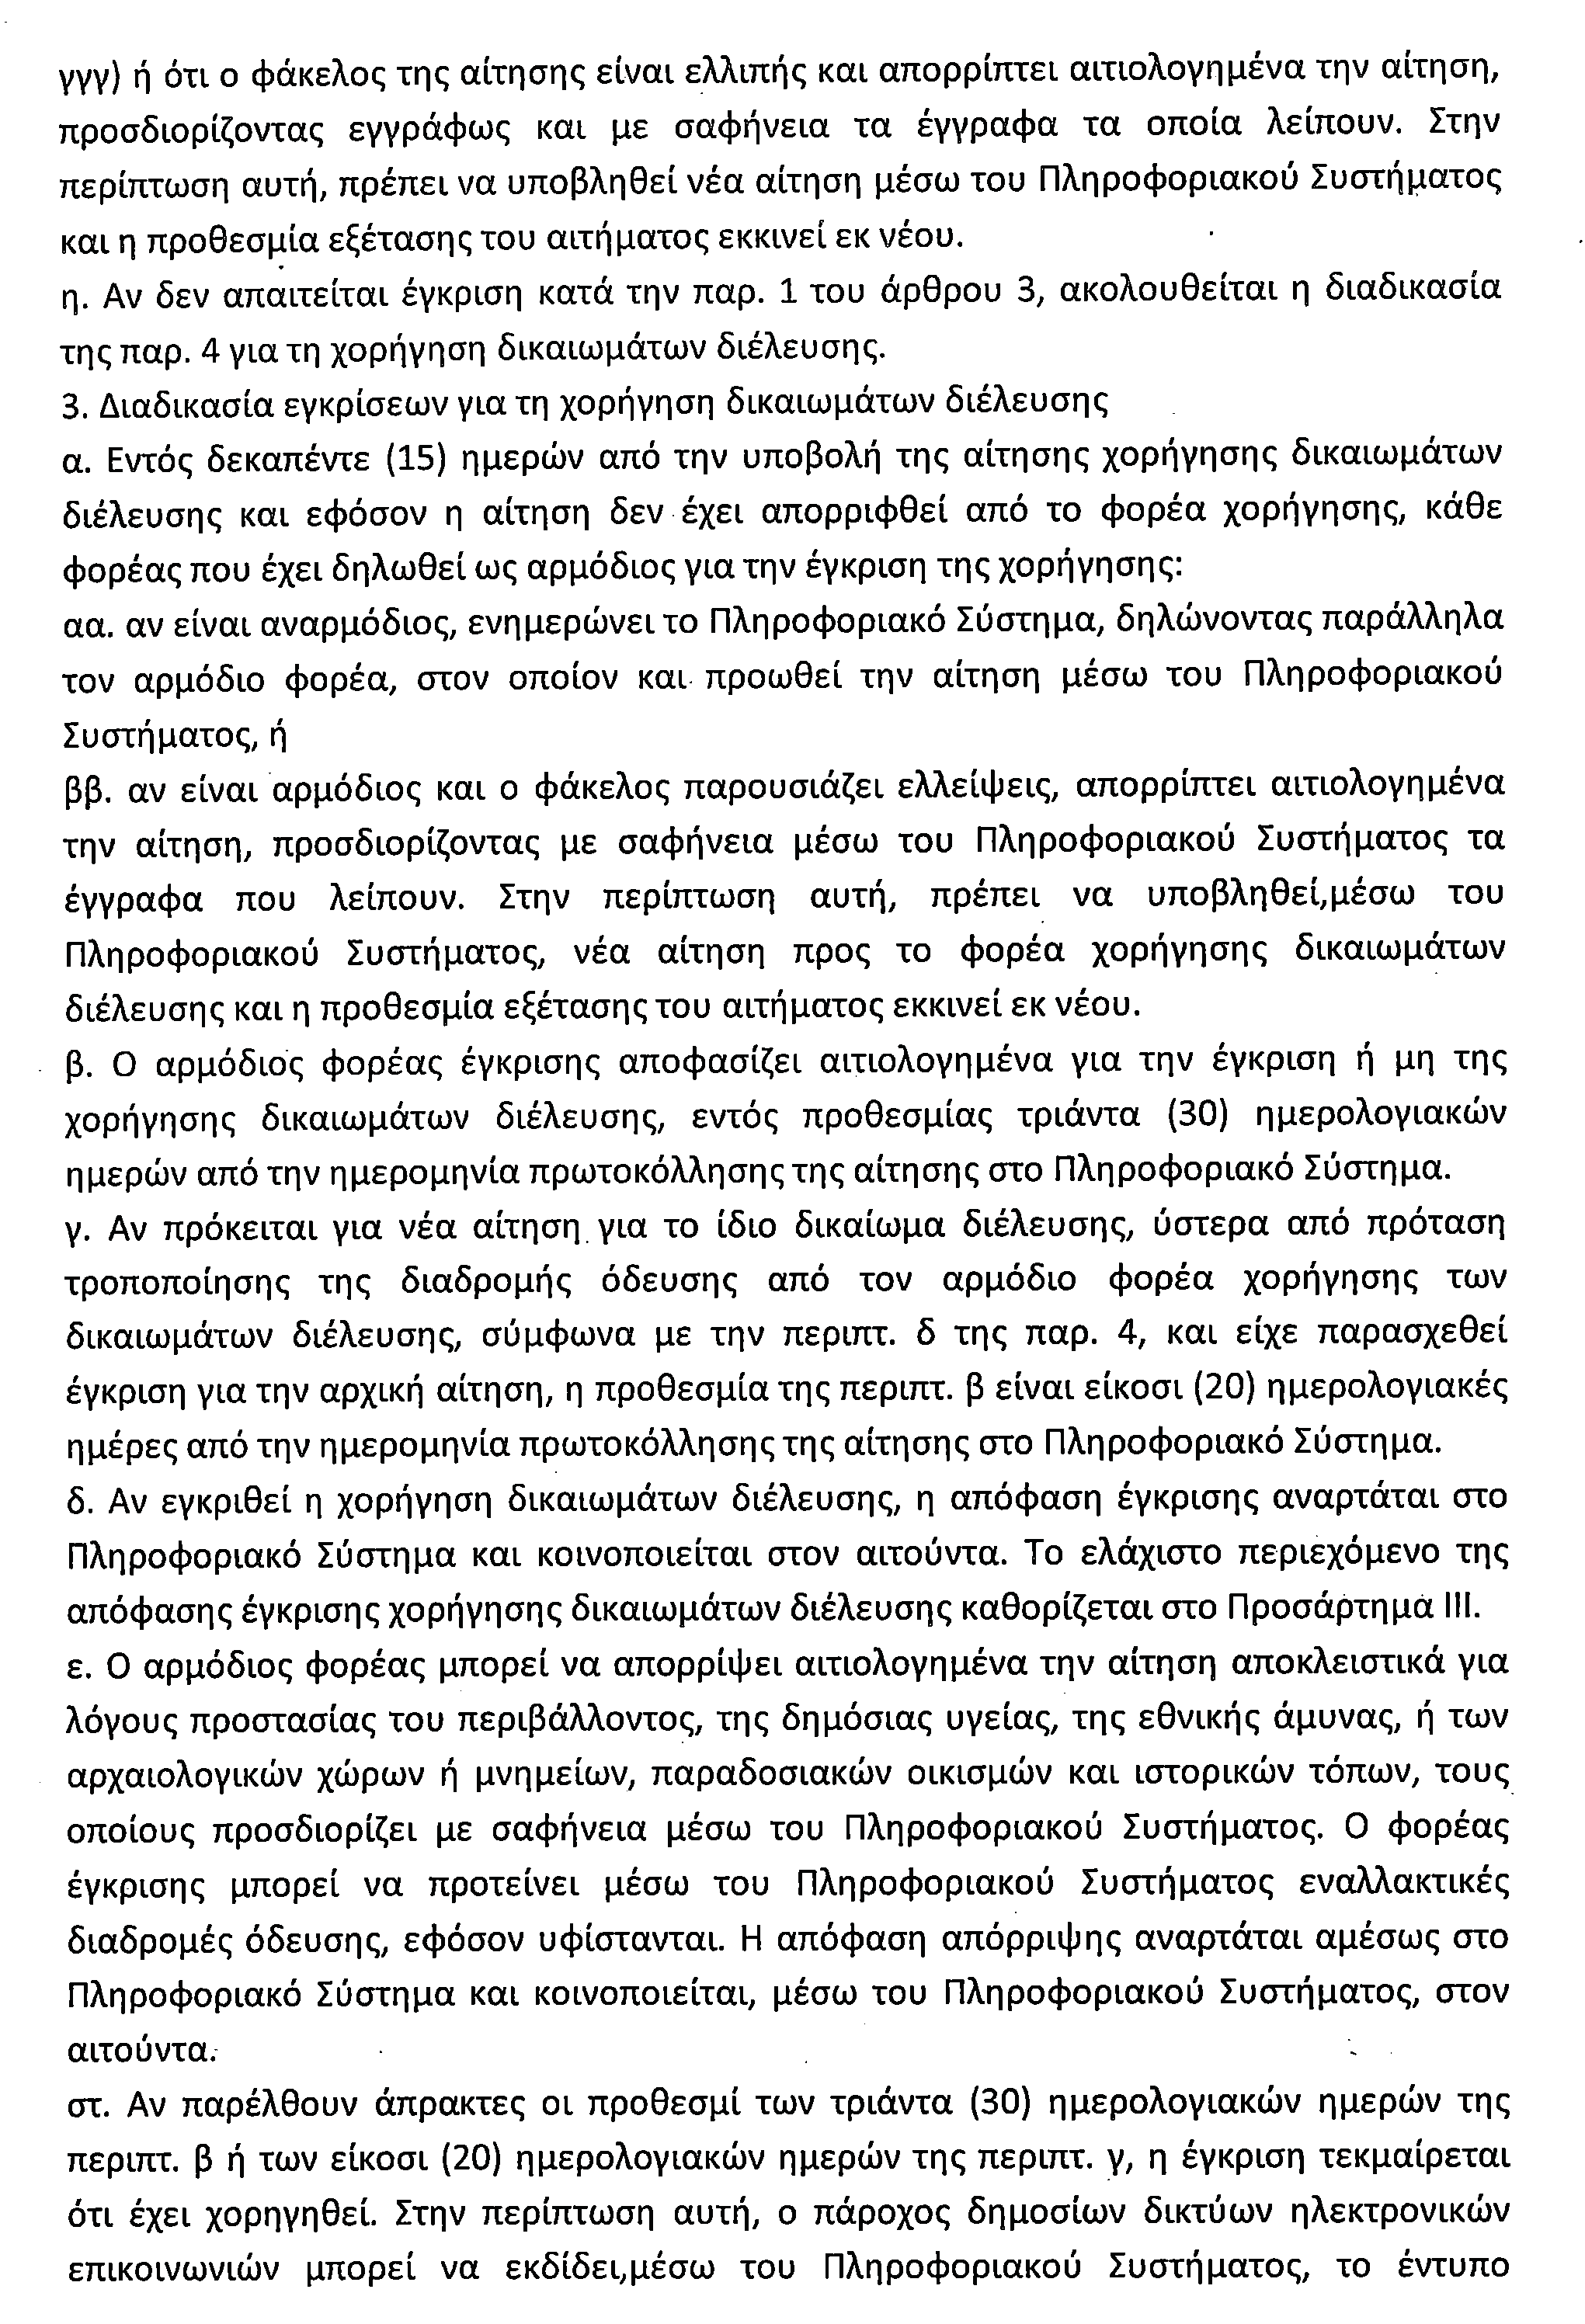 γγγ) ή ότι ο φάκελος της αίτησης είναι ελλιπής και απορρίπτει αιτιολογημένα την αίτηση,
προσδιορίζοντας εγγράφως και με σαφήνεια τα έγγραφα τα οποία λείπουν. Στην
περίπτωση αυτή, πρέπει να υποβληθεί νέα αίτηση μέσω του Πληροφοριακού Συστήματος
και η προθεσμία εξέτασης του αιτήματος εκκινεί εκ νέου.
η. Αν δεν απαιτείται έγκριση κατά την παρ. 1 του άρθρου 3, ακολουθείται η διαδικασία
της παρ. 4 για τη χορήγηση δικαιωμάτων διέλευσης.
3. Διαδικασία εγκρίσεων για τη χορήγηση δικαιωμάτων διέλευσης
α. Εντός δεκαπέντε (15) ημερών από την υποβολή της αίτησης χορήγησης δικαιωμάτων
διέλευσης και εφόσον η αίτηση δεν έχει απορριφθεί από το φορέα χορήγησης, κάθε
φορέας που έχει δηλωθεί ως αρμόδιος για την έγκριση της χορήγησης:
αα. αν είναι αναρμόδιος, ενημερώνει το Πληροφοριακό Σύστημα, δηλώνοντας παράλληλα
τον αρμόδιο φορέα, στον οποίον και προωθεί την αίτηση μέσω του Πληροφοριακού
Συστήματος, ή
ββ. αν είναι αρμόδιος και ο φάκελος παρουσιάζει ελλείψεις, απορρίπτει αιτιολογημένα
την αίτηση, προσδιορίζοντας με σαφήνεια μέσω του Πληροφοριακού Συστήματος τα
έγγραφα που λείπουν. Στην περίπτωση αυτή, πρέπει να υποβληθεί,μέσω του
Πληροφοριακού Συστήματος, νέα αίτηση προς το φορέα χορήγησης δικαιωμάτων
διέλευσης και η προθεσμία εξέτασης του αιτήματος εκκινεί εκ νέου.
β. Ο αρμόδιος φορέας έγκρισης αποφασίζει αιτιολογημένα για την έγκριση ή μη της
χορήγησης δικαιωμάτων διέλευσης, εντός προθεσμίας τριάντα (30) ημερολογιακών
ημερών από την ημερομηνία πρωτοκόλλησης της αίτησης στο Πληροφοριακό Σύστημα.
γ. Αν πρόκειται για νέα αίτηση για το ίδιο δικαίωμα διέλευσης, ύστερα από πρόταση
τροποποίησης της διαδρομής όδευσης από τον αρμόδιο φορέα χορήγησης των
δικαιωμάτων διέλευσης, σύμφωνα με την περιπτ. δ της παρ. 4, και είχε παρασχεθεί
έγκριση για την αρχική αίτηση, η προθεσμία της περιπτ. β είναι είκοσι (20) ημερολογιακές
ημέρες από την ημερομηνία πρωτοκόλλησης της αίτησης στο Πληροφοριακό Σύστημα.
δ. Αν εγκριθεί η χορήγηση δικαιωμάτων διέλευσης, η απόφαση έγκρισης αναρτάται στο
Πληροφοριακό Σύστημα και κοινοποιείται στον αιτούντα. Το ελάχιστο περιεχόμενο της
απόφασης έγκρισης χορήγησης δικαιωμάτων διέλευσης καθορίζεται στο Προσάρτημα III.
ε. Ο αρμόδιος φορέας μπορεί να απορρίψει αιτιολογημένα την αίτηση αποκλειστικά για
λόγους προστασίας του περιβάλλοντος, της δημόσιας υγείας, της εθνικής άμυνας, ή των
αρχαιολογικών χώρων ή μνημείων, παραδοσιακών οικισμών και ιστορικών τόπων, τους
οποίους προσδιορίζει με σαφήνεια μέσω του Πληροφοριακού Συστήματος. Ο φορέας
έγκρισης μπορεί να προτείνει μέσω του Πληροφοριακού Συστήματος εναλλακτικές
διαδρομές όδευσης, εφόσον υφίστανται. Η απόφαση απόρριψης αναρτάται αμέσως στο
Πληροφοριακό Σύστημα και κοινοποιείται, μέσω του Πληροφοριακού Συστήματος, στον
αιτούντα.
στ. Αν παρέλθουν άπρακτες οι προθεσμί των τριάντα (30) ημερολογιακών ημερών της
περιπτ. β ή των είκοσι (20) ημερολογιακών ημερών της περιπτ. γ, η έγκριση τεκμαίρεται
ότι έχει χορηγηθεί. Στην περίπτωση αυτή, ο πάροχος δημοσίων δικτύων ηλεκτρονικών
επικοινωνιών μπορεί να εκδίδει,μέσω του Πληροφοριακού Συστήματος, το έντυπο